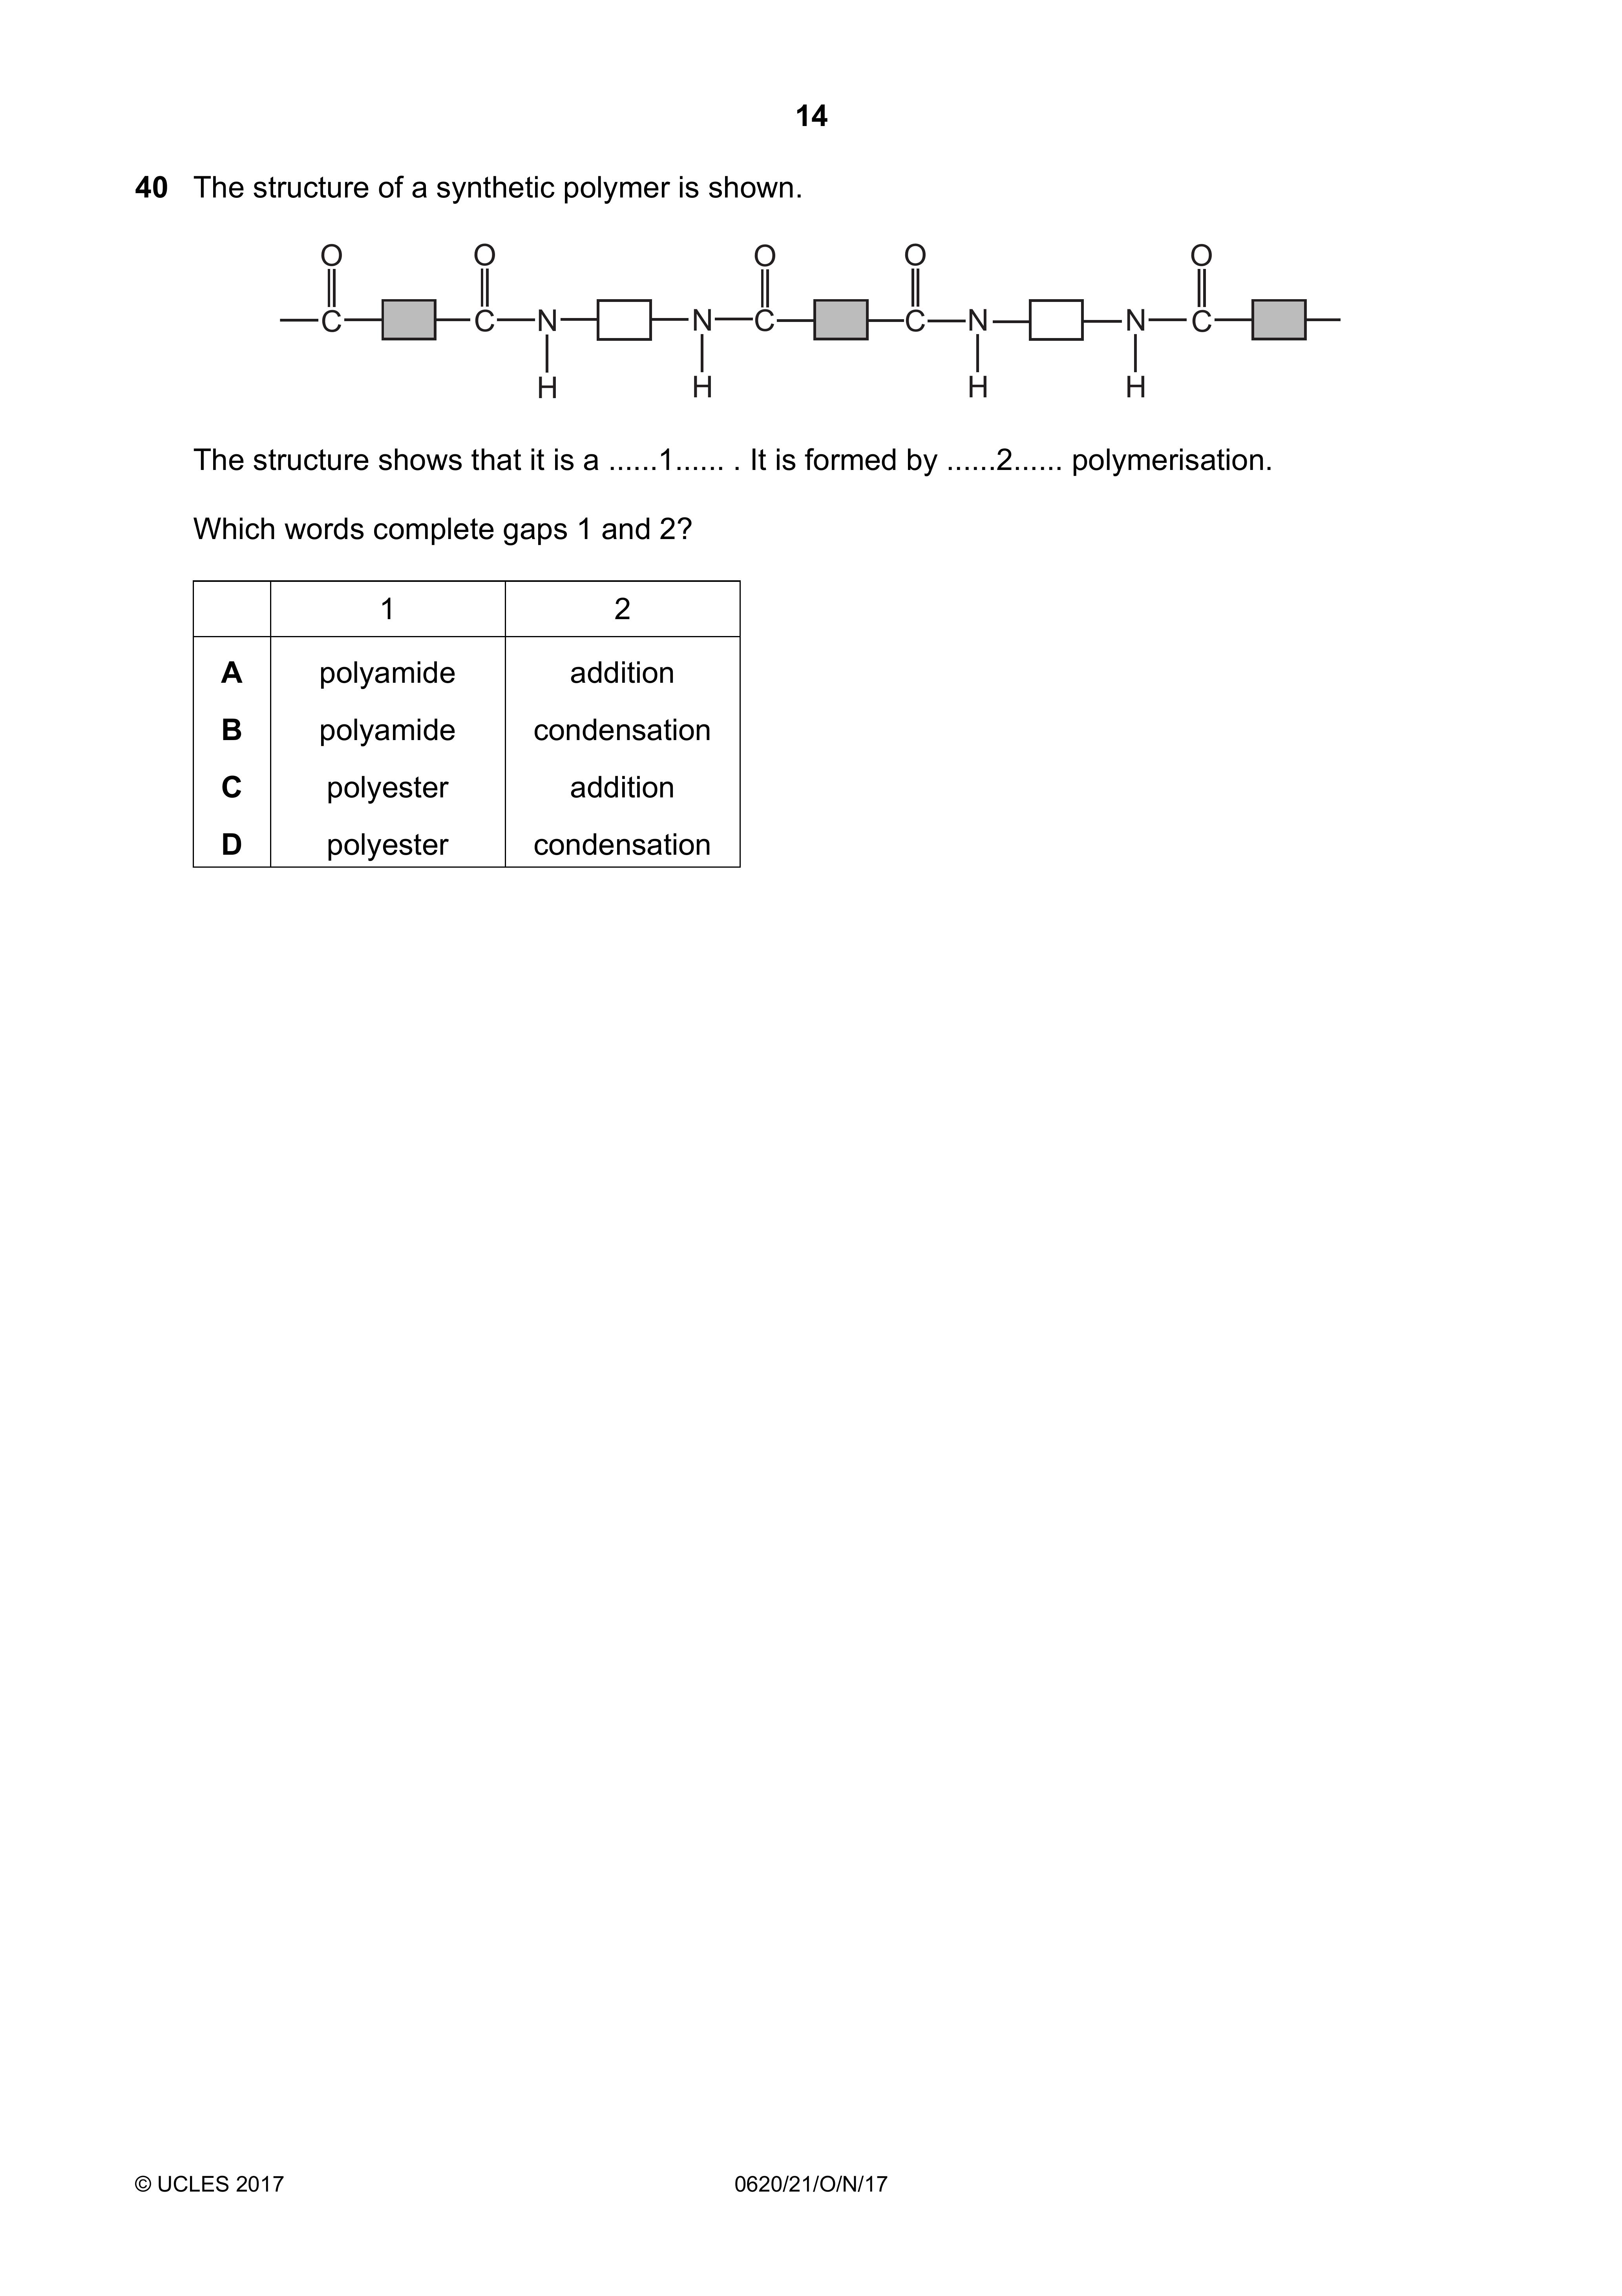 14
40 The structure of a synthetic polymer is shown.
O O O O O
C C N N C C N N C
H H H H
The structure shows that it is a ......1...... . It is formed by ......2...... polymerisation.
Which words complete gaps 1 and 2?
1 2
A polyamide addition
B polyamide condensation
C polyester addition
D polyester condensation
© UCLES 2017 0620/21/O/N/17